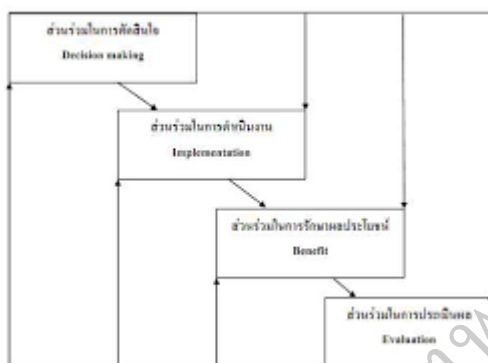 ส่วนร่วมในการตัดสินใจ
Decision making
ส่วนร่วมในการดำเนินงาน
Implementation
ส่วนร่วมในการรักษาผลประโยชน์
Benefit
ส่วนร่วมในการประเมินผล
Evaluation